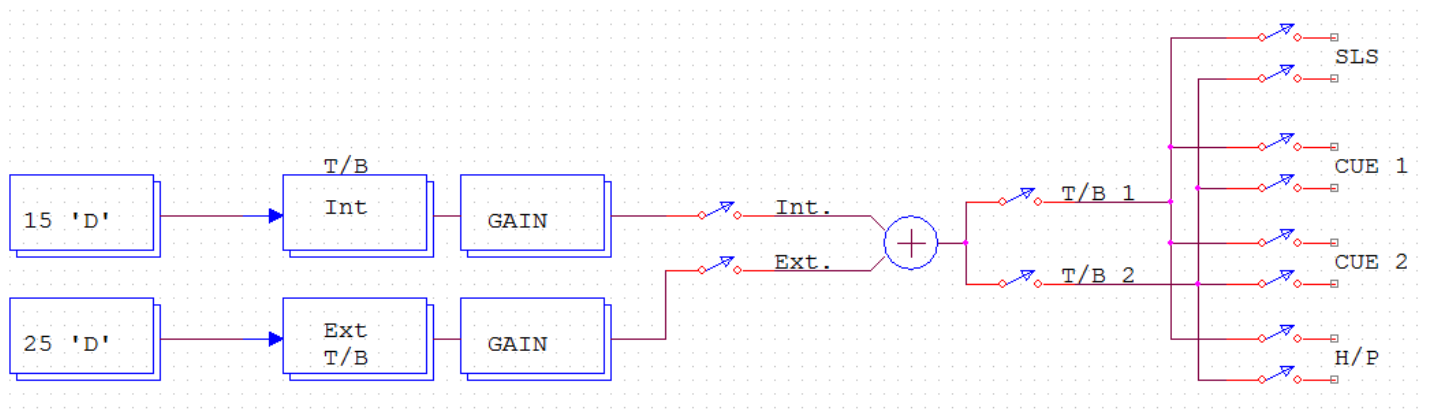 SLS
T/B
CUE 1
15 'D'
Int
GAIN
Int.
T/B 1
Ext.
T/B 2
CUE 2
25 'D'
Ext
T/B
GAIN
H/P